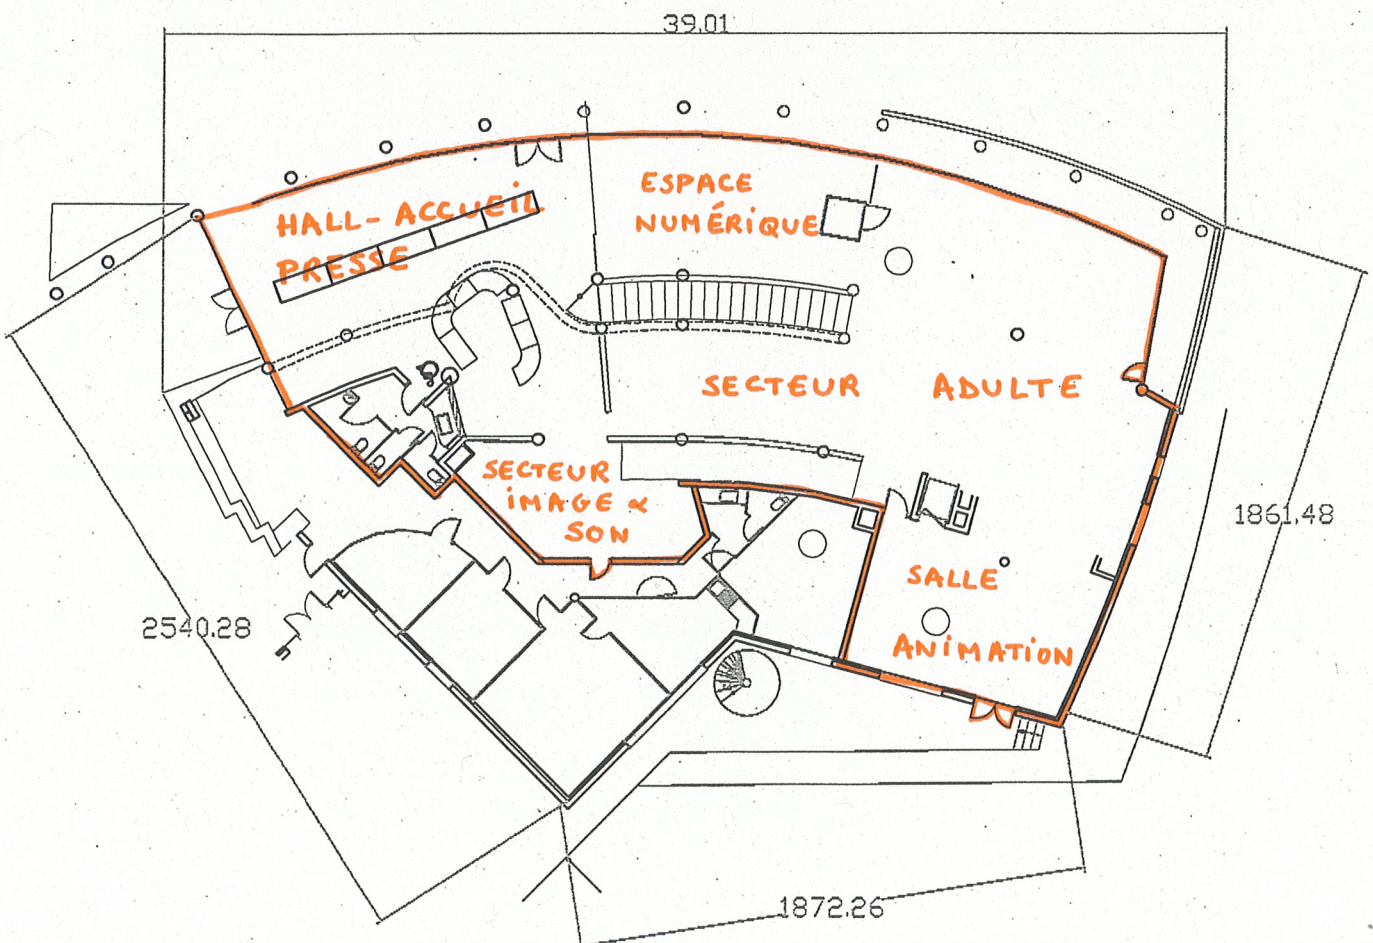 39.01
HALL-ACCUEIL
PRESSE
ESPACE
NUMÉRIQUE
SECTEUR ADULTE
SECTEUR
IMAGE &
SON
SALLE
ANIMATION
1861.48
2540.28
1872.26